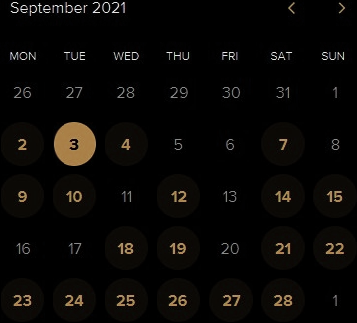 September 2021
MON TUE WED THU FRI SAT SUN
26 27 28 29 30 31 1
2 3 4 5 6 7 8
9 10 11 12 13 14 15
16 17 18 19 20 21 22
23 24 25 26 27 28 1